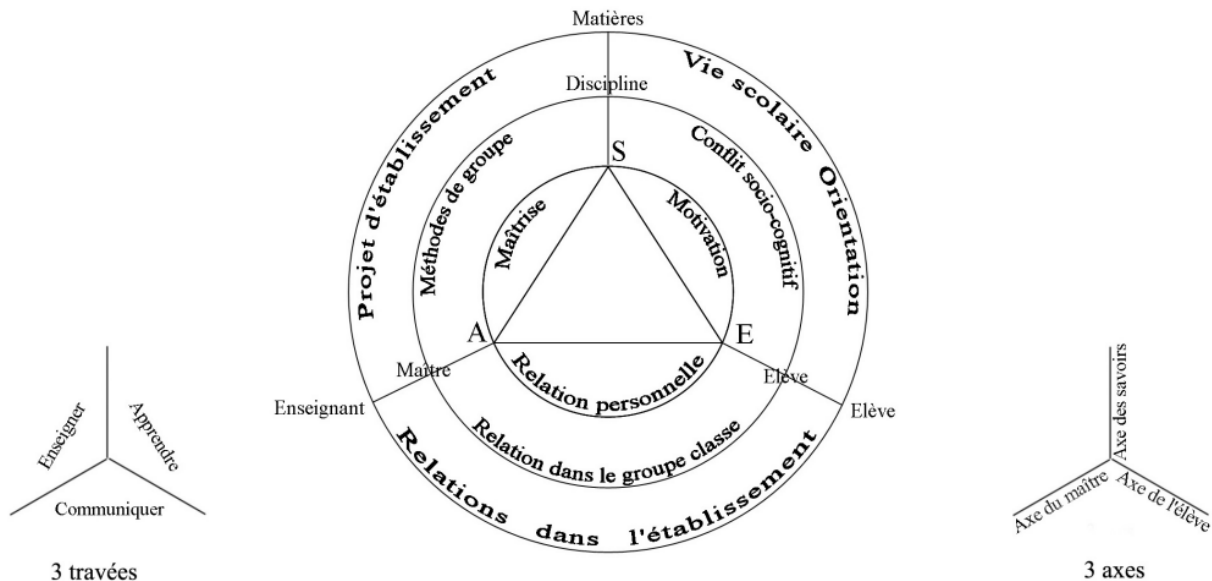 Matières
Projet d'établissement
Vie scolaire Orientation
Discipline
Méthodes de groupe
Conflit socio-cognitif
S
Maîtrise
Motivation
A
E
Relation personnelle
Maître
Elève
Enseignant
Elève
Relation dans le groupe classe
Relations dans l'établissement
Enseigner
Apprendre
Communiquer
3 travées
Axe des savoirs
Axe du maître
Axe de l'élève
3 axes